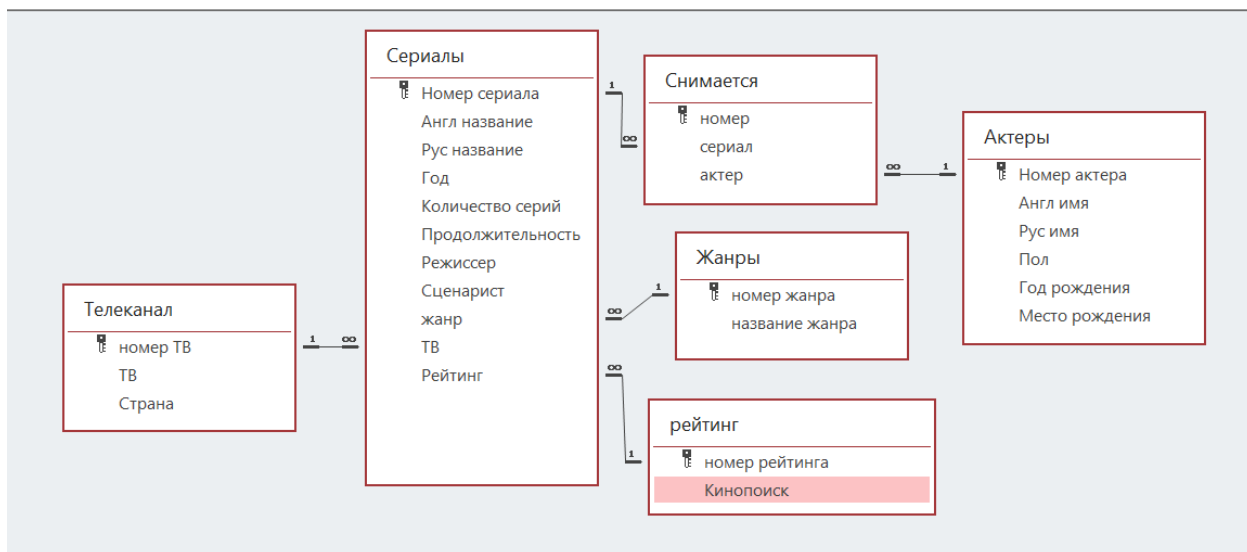 Сериалы
Номер сериала
Англ название
Рус название
Год
Количество серий
Продолжительность
Режиссер
Сценарист
жанр
ТВ
Рейтинг
Снимается
номер
сериал
актер
Актеры
Номер актера
Англ имя
Рус имя
Пол
Год рождения
Место рождения
Жанры
номер жанра
название жанра
Телеканал
номер ТВ
ТВ
Страна
рейтинг
номер рейтинга
Кинопоиск
1
∞
∞
1
1
∞
1
∞
∞
1